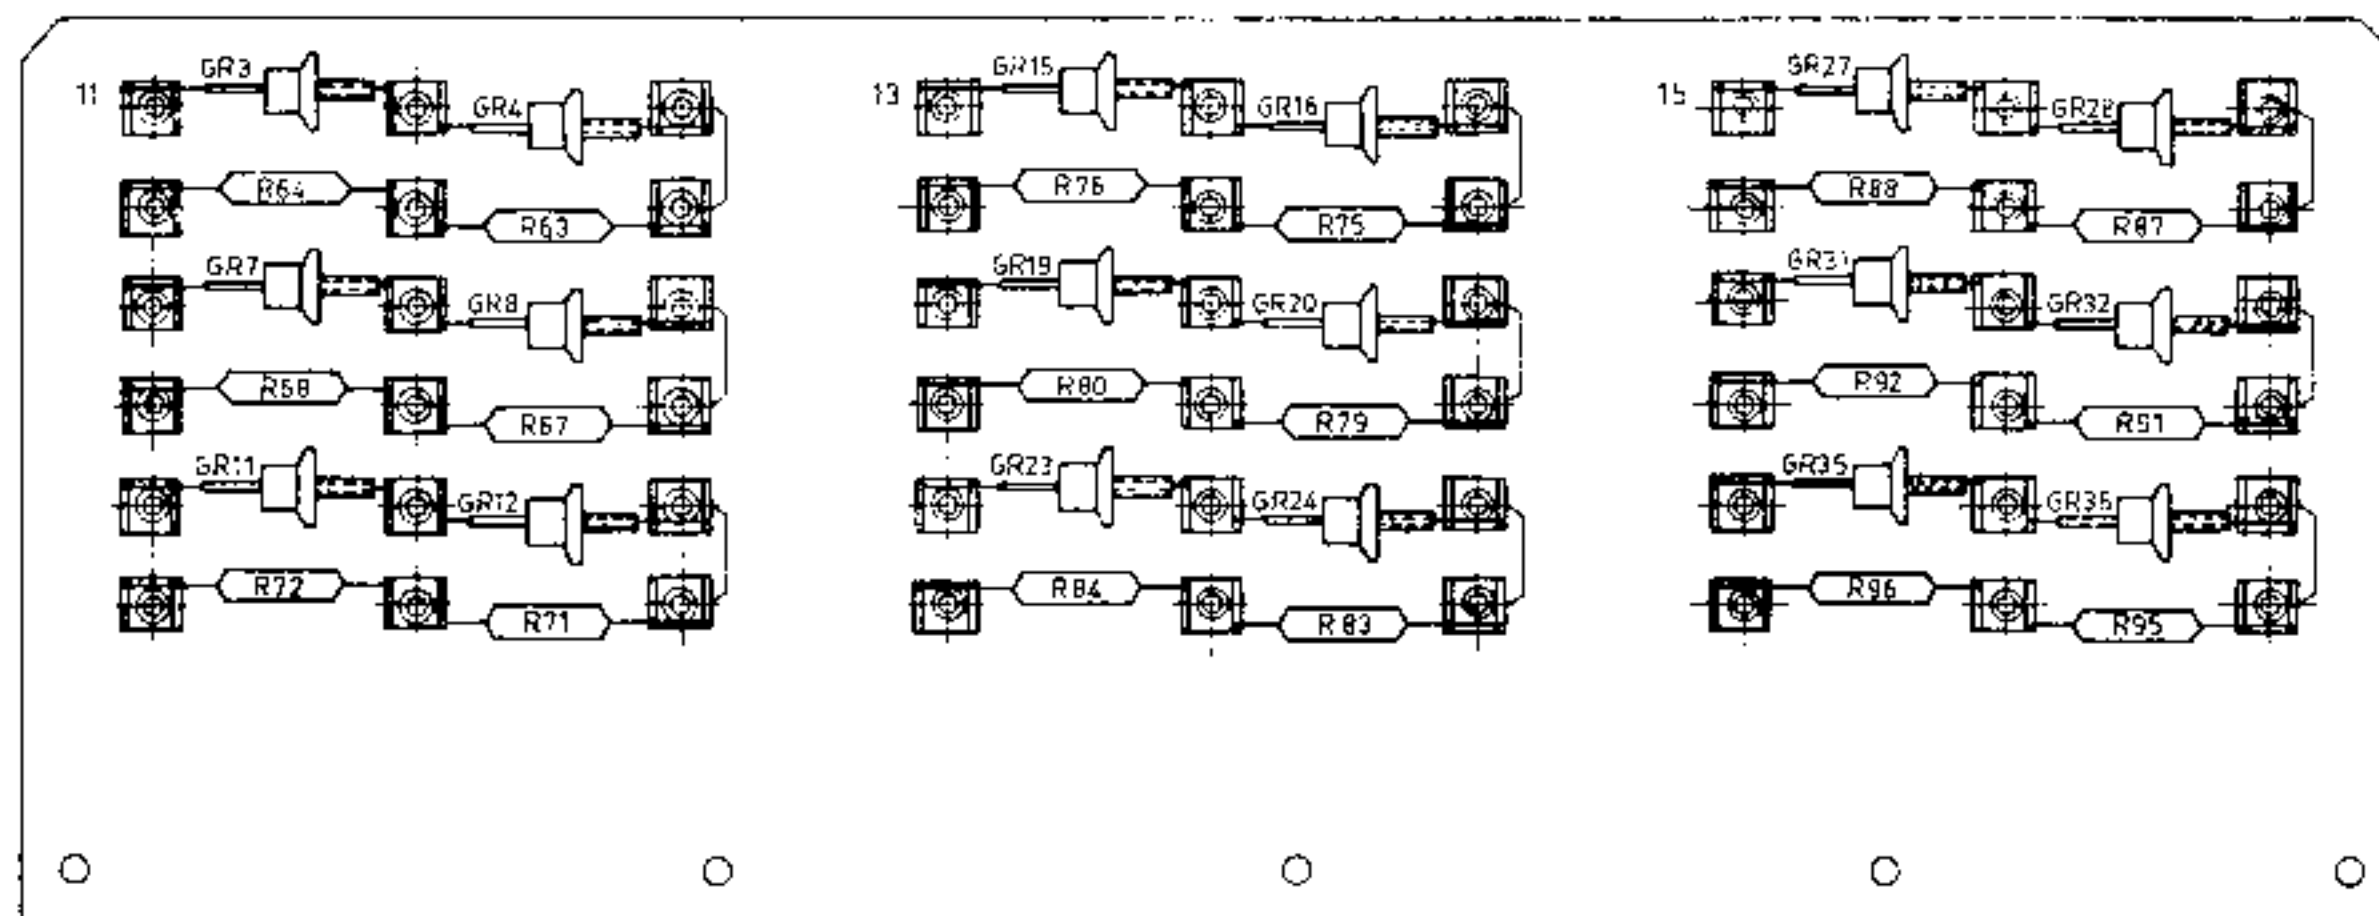 11 GR3 GR4 13 GR15 GR16 15 GR27 GR28
R64 R63 R76 R75 R88 R87
GR7 GR8 GR19 GR20 GR31 GR32
R68 R67 R80 R79 R92 R91
GR11 GR12 GR23 GR24 GR35 GR36
R72 R71 R84 R83 R96 R95